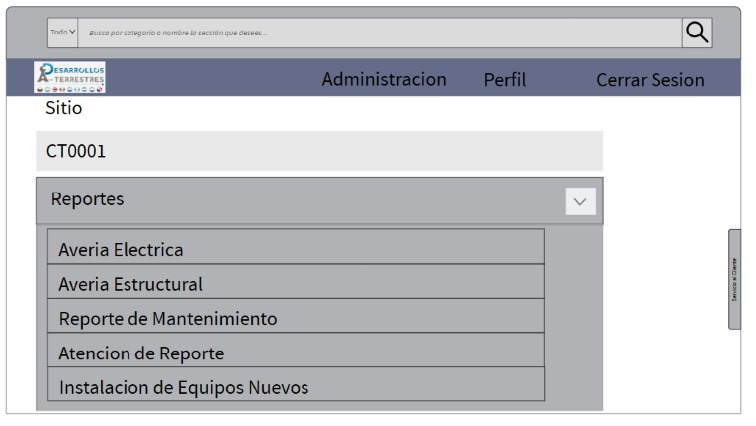 Todo
Busca por categoria o nombre la sección que desees...
DESARROLLOS
A-TERRESTRES
Administracion
Perfil
Cerrar Sesion
Sitio
CT0001
Reportes
Averia Electrica
Averia Estructural
Reporte de Mantenimiento
Atencion de Reporte
Instalacion de Equipos Nuevos
Servicio al Cliente